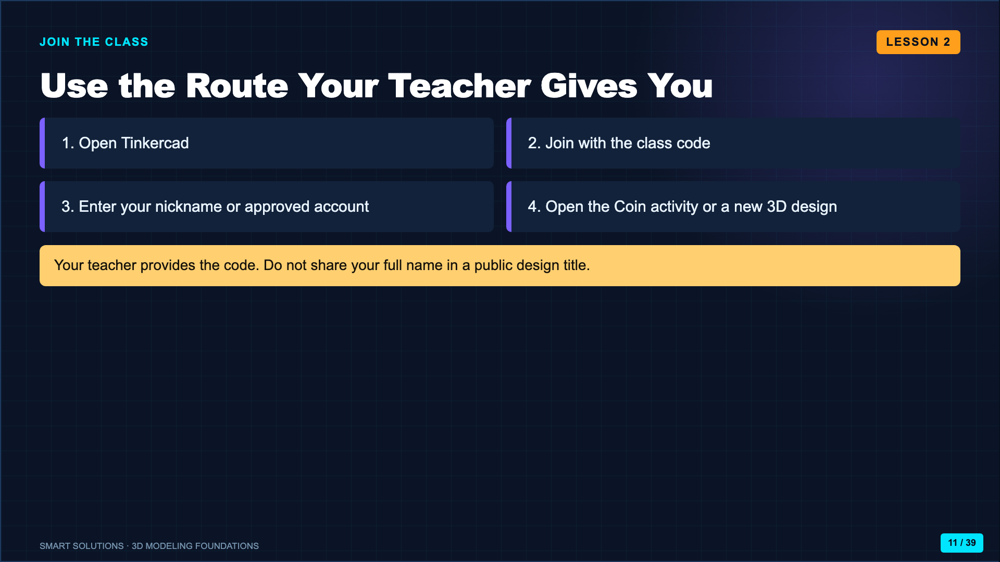 JOIN THE CLASS
LESSON 2
Use the Route Your Teacher Gives You
1. Open Tinkercad
2. Join with the class code
3. Enter your nickname or approved account
4. Open the Coin activity or a new 3D design
Your teacher provides the code. Do not share your full name in a public design title.
SMART SOLUTIONS · 3D MODELING FOUNDATIONS
11 / 39